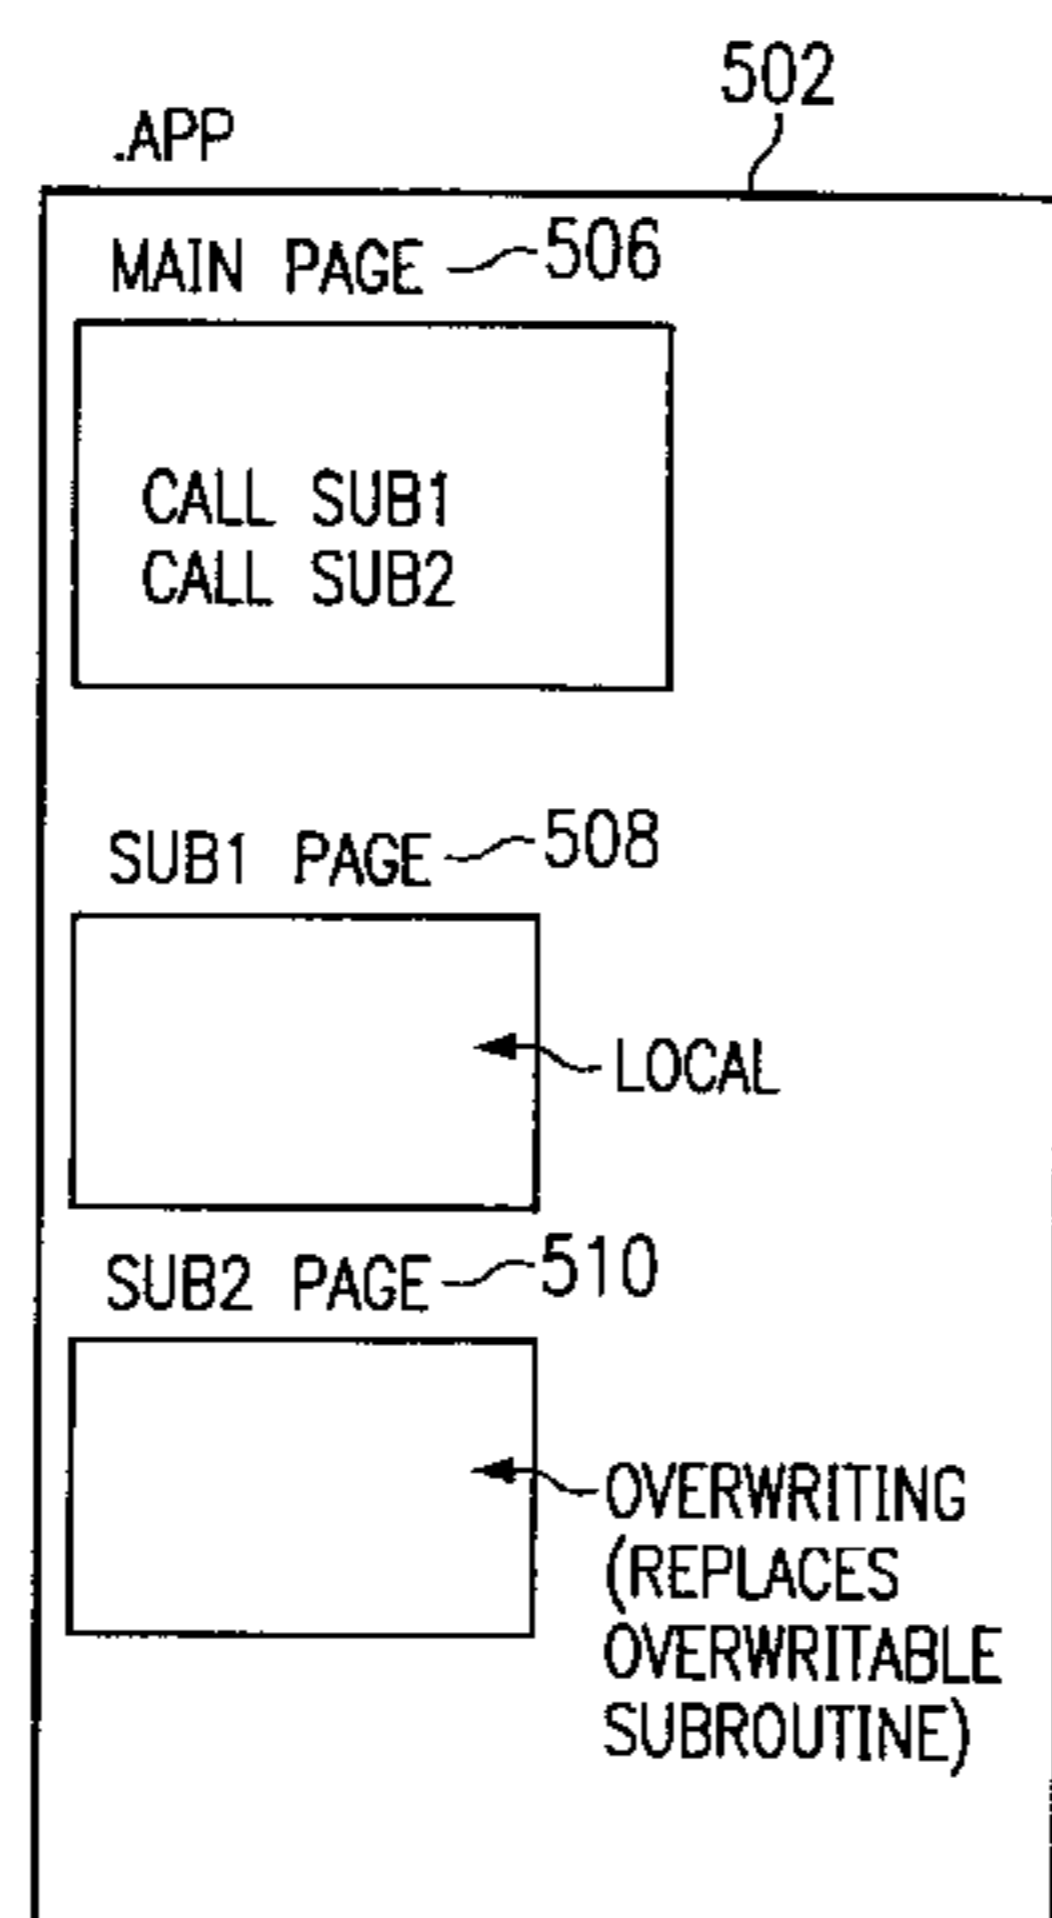 502
.APP
MAIN PAGE 506
CALL SUB1
CALL SUB2
SUB1 PAGE 508
LOCAL
SUB2 PAGE 510
OVERWRITING
(REPLACES
OVERWRITABLE
SUBROUTINE)